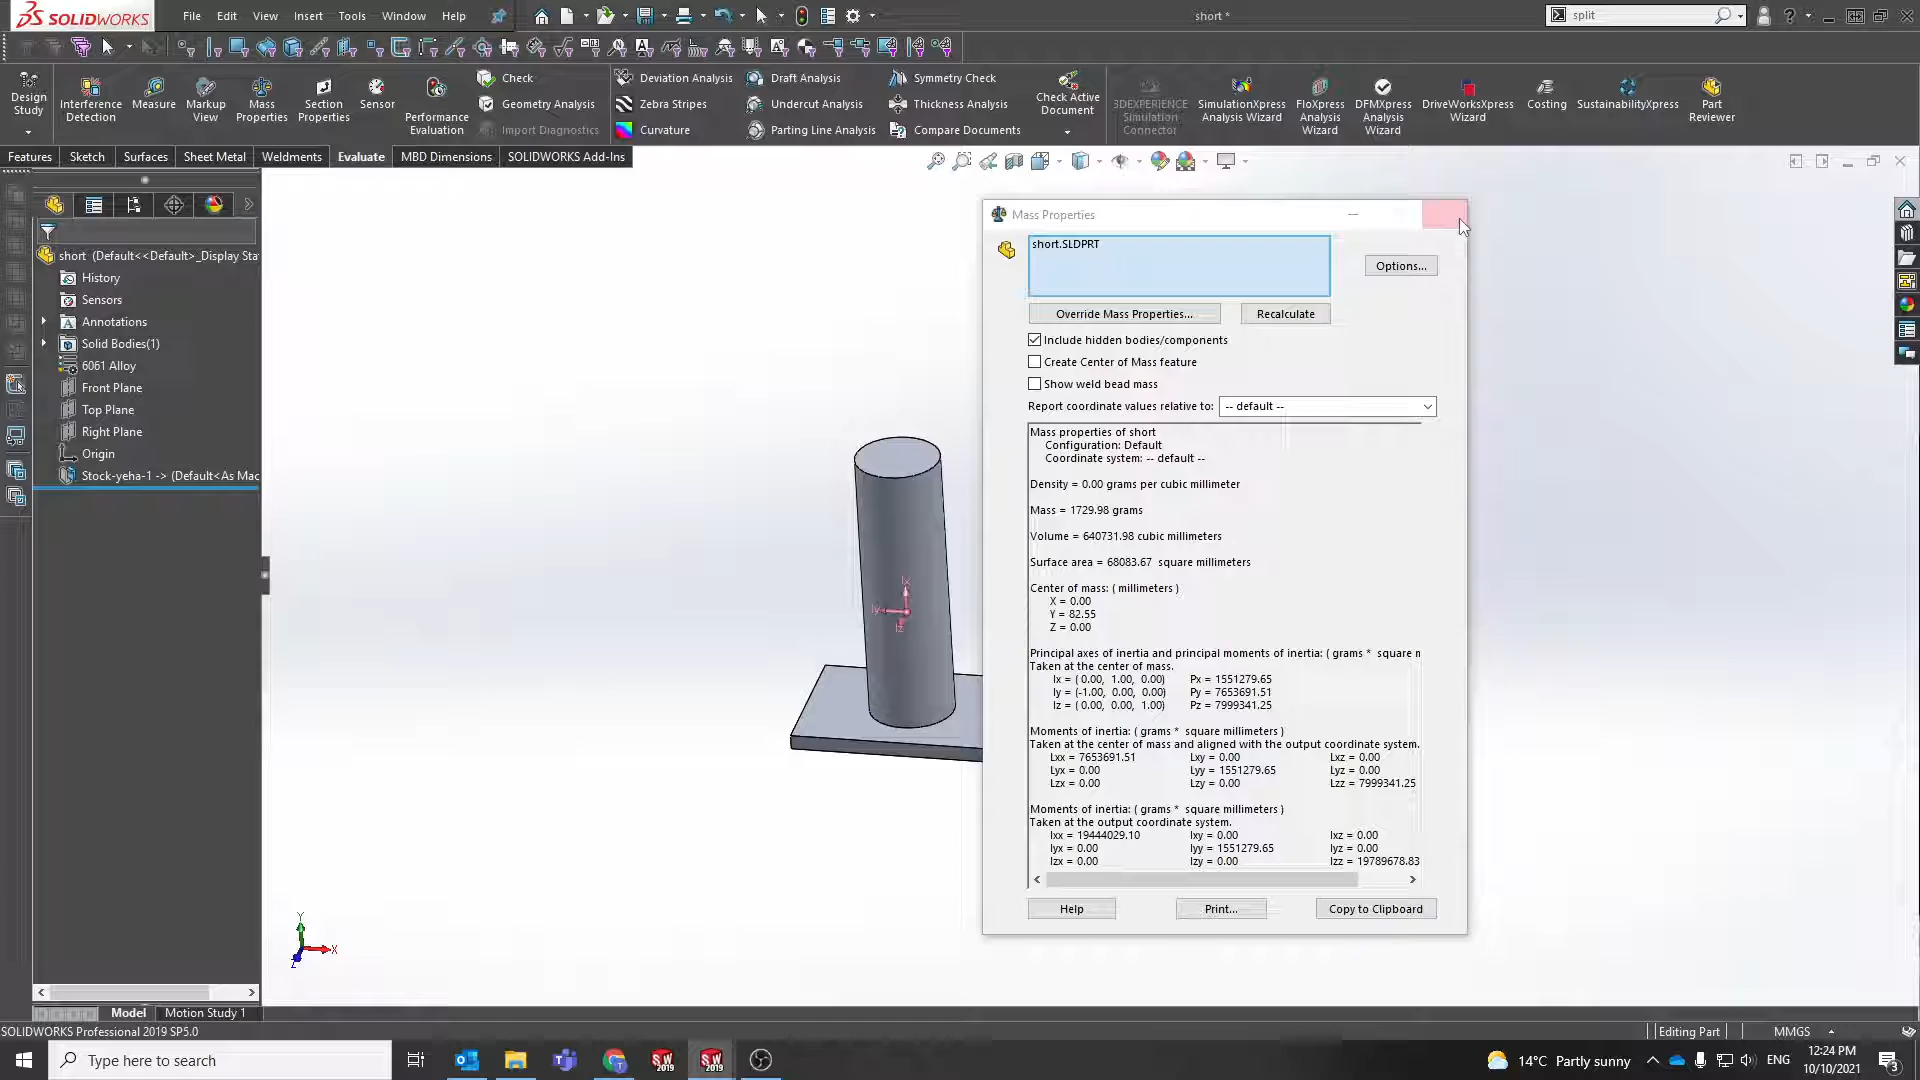 SOLIDWORKS File Edit View Insert Tools Window Help short * split
Design Study
Interference Detection
Measure
Markup View
Mass Properties
Section Properties
Sensor
Performance Evaluation
Check
Geometry Analysis
Import Diagnostics
Deviation Analysis
Zebra Stripes
Curvature
Draft Analysis
Undercut Analysis
Parting Line Analysis
Symmetry Check
Thickness Analysis
Compare Documents
Check Active Document
3DEXPERIENCE Simulation Connector
SimulationXpress Analysis Wizard
FloXpress Analysis Wizard
DFMXpress Analysis Wizard
DriveWorksXpress Wizard
Costing
SustainabilityXpress
Part Reviewer
Features Sketch Surfaces Sheet Metal Weldments Evaluate MBD Dimensions SOLIDWORKS Add-Ins
short (Default<<Default>_Display Sta
History
Sensors
Annotations
Solid Bodies(1)
6061 Alloy
Front Plane
Top Plane
Right Plane
Origin
Stock-yeha-1 -> (Default<As Mac
Ix
Iy
Iz
Y
X
Z
Mass Properties
short.SLDPRT
Options...
Override Mass Properties... Recalculate
Include hidden bodies/components
Create Center of Mass feature
Show weld bead mass
Report coordinate values relative to: -- default --
Mass properties of short
Configuration: Default
Coordinate system: -- default --
Density = 0.00 grams per cubic millimeter
Mass = 1729.98 grams
Volume = 640731.98 cubic millimeters
Surface area = 68083.67 square millimeters
Center of mass: ( millimeters )
X = 0.00
Y = 82.55
Z = 0.00
Principal axes of inertia and principal moments of inertia: ( grams * square m
Taken at the center of mass.
Ix = ( 0.00, 1.00, 0.00) Px = 1551279.65
Iy = (-1.00, 0.00, 0.00) Py = 7653691.51
Iz = ( 0.00, 0.00, 1.00) Pz = 7999341.25
Moments of inertia: ( grams * square millimeters )
Taken at the center of mass and aligned with the output coordinate system.
Lxx = 7653691.51 Lxy = 0.00 Lxz = 0.00
Lyx = 0.00 Lyy = 1551279.65 Lyz = 0.00
Lzx = 0.00 Lzy = 0.00 Lzz = 7999341.25
Moments of inertia: ( grams * square millimeters )
Taken at the output coordinate system.
Ixx = 19444029.10 Ixy = 0.00 Ixz = 0.00
Iyx = 0.00 Iyy = 1551279.65 Iyz = 0.00
Izx = 0.00 Izy = 0.00 Izz = 19789678.83
Help Print... Copy to Clipboard
Model Motion Study 1
SOLIDWORKS Professional 2019 SP5.0 Editing Part MMGS
Type here to search 14°C Partly sunny ENG 12:24 PM
10/10/2021
3